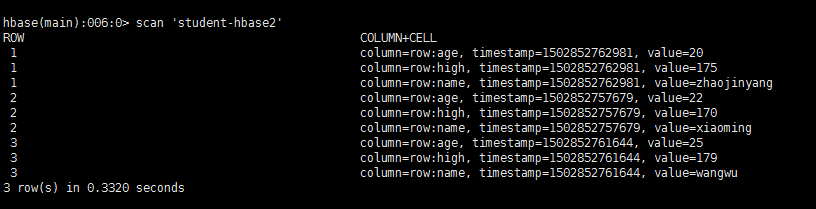 hbase(main):006:0> scan 'student-hbase2'
ROW COLUMN+CELL
1 column=row:age, timestamp=1502852762981, value=20
1 column=row:high, timestamp=1502852762981, value=175
1 column=row:name, timestamp=1502852762981, value=zhaojinyang
2 column=row:age, timestamp=1502852757679, value=22
2 column=row:high, timestamp=1502852757679, value=170
2 column=row:name, timestamp=1502852757679, value=xiaoming
3 column=row:age, timestamp=1502852761644, value=25
3 column=row:high, timestamp=1502852761644, value=179
3 column=row:name, timestamp=1502852761644, value=wangwu
3 row(s) in 0.3320 seconds